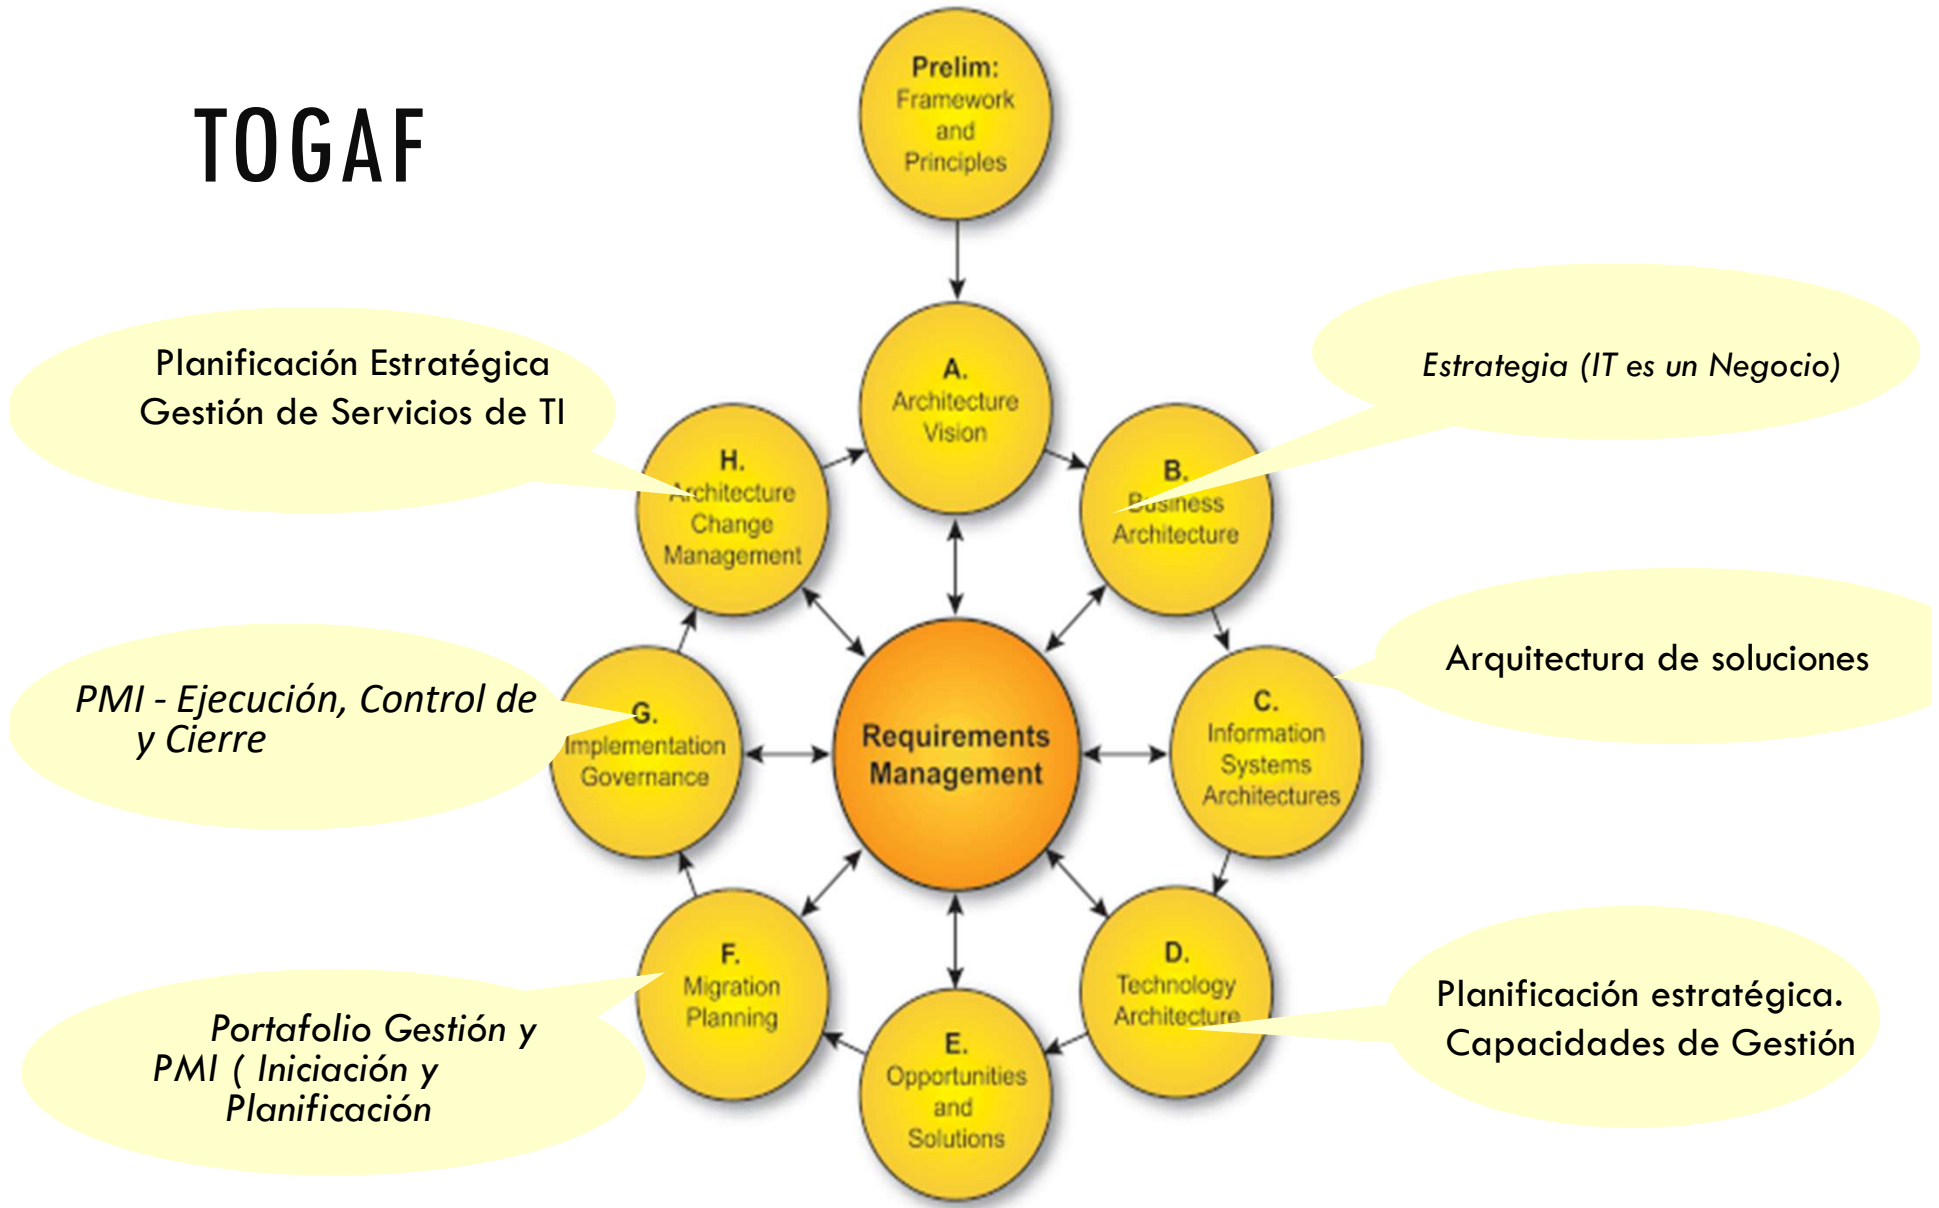 TOGAF
Prelim:
Framework
and
Principles
A.
Architecture
Vision
B.
Business
Architecture
C.
Information
Systems
Architectures
D.
Technology
Architecture
E.
Opportunities
and
Solutions
F.
Migration
Planning
G.
Implementation
Governance
H.
Architecture
Change
Management
Requirements
Management
Planificación Estratégica
Gestión de Servicios de TI
Estrategia (IT es un Negocio)
Arquitectura de soluciones
Planificación estratégica.
Capacidades de Gestión
PMI - Ejecución, Control de
y Cierre
Portafolio Gestión y
PMI ( Iniciación y
Planificación